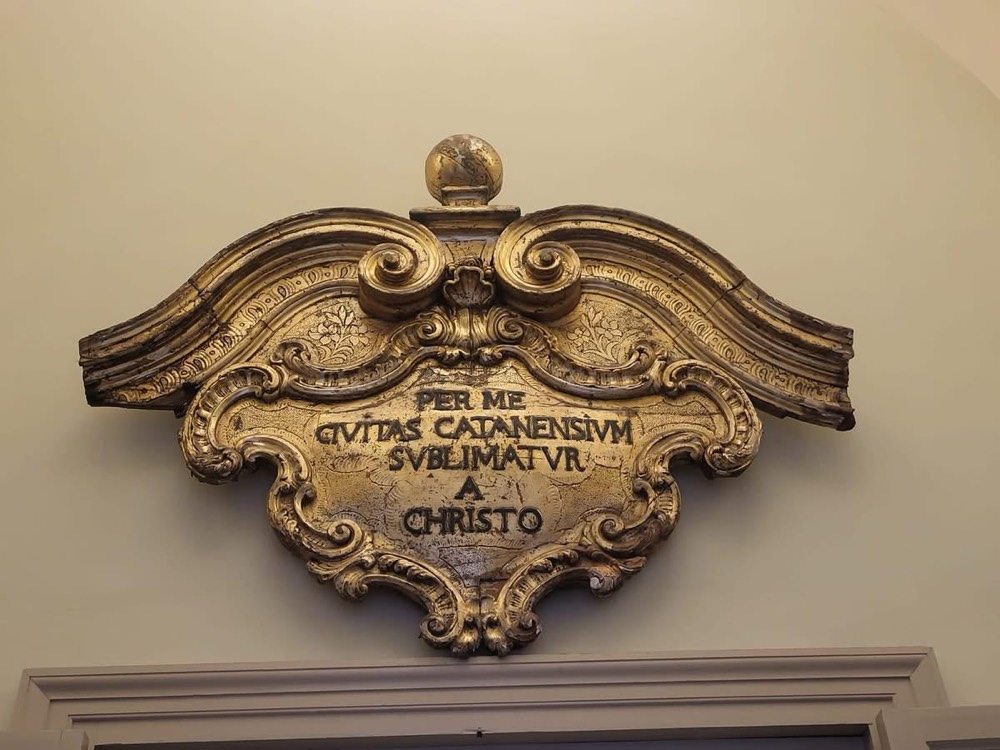 PER ME
CIVITAS CATANENSIVM
SVBLIMATVR
A
CHRISTO